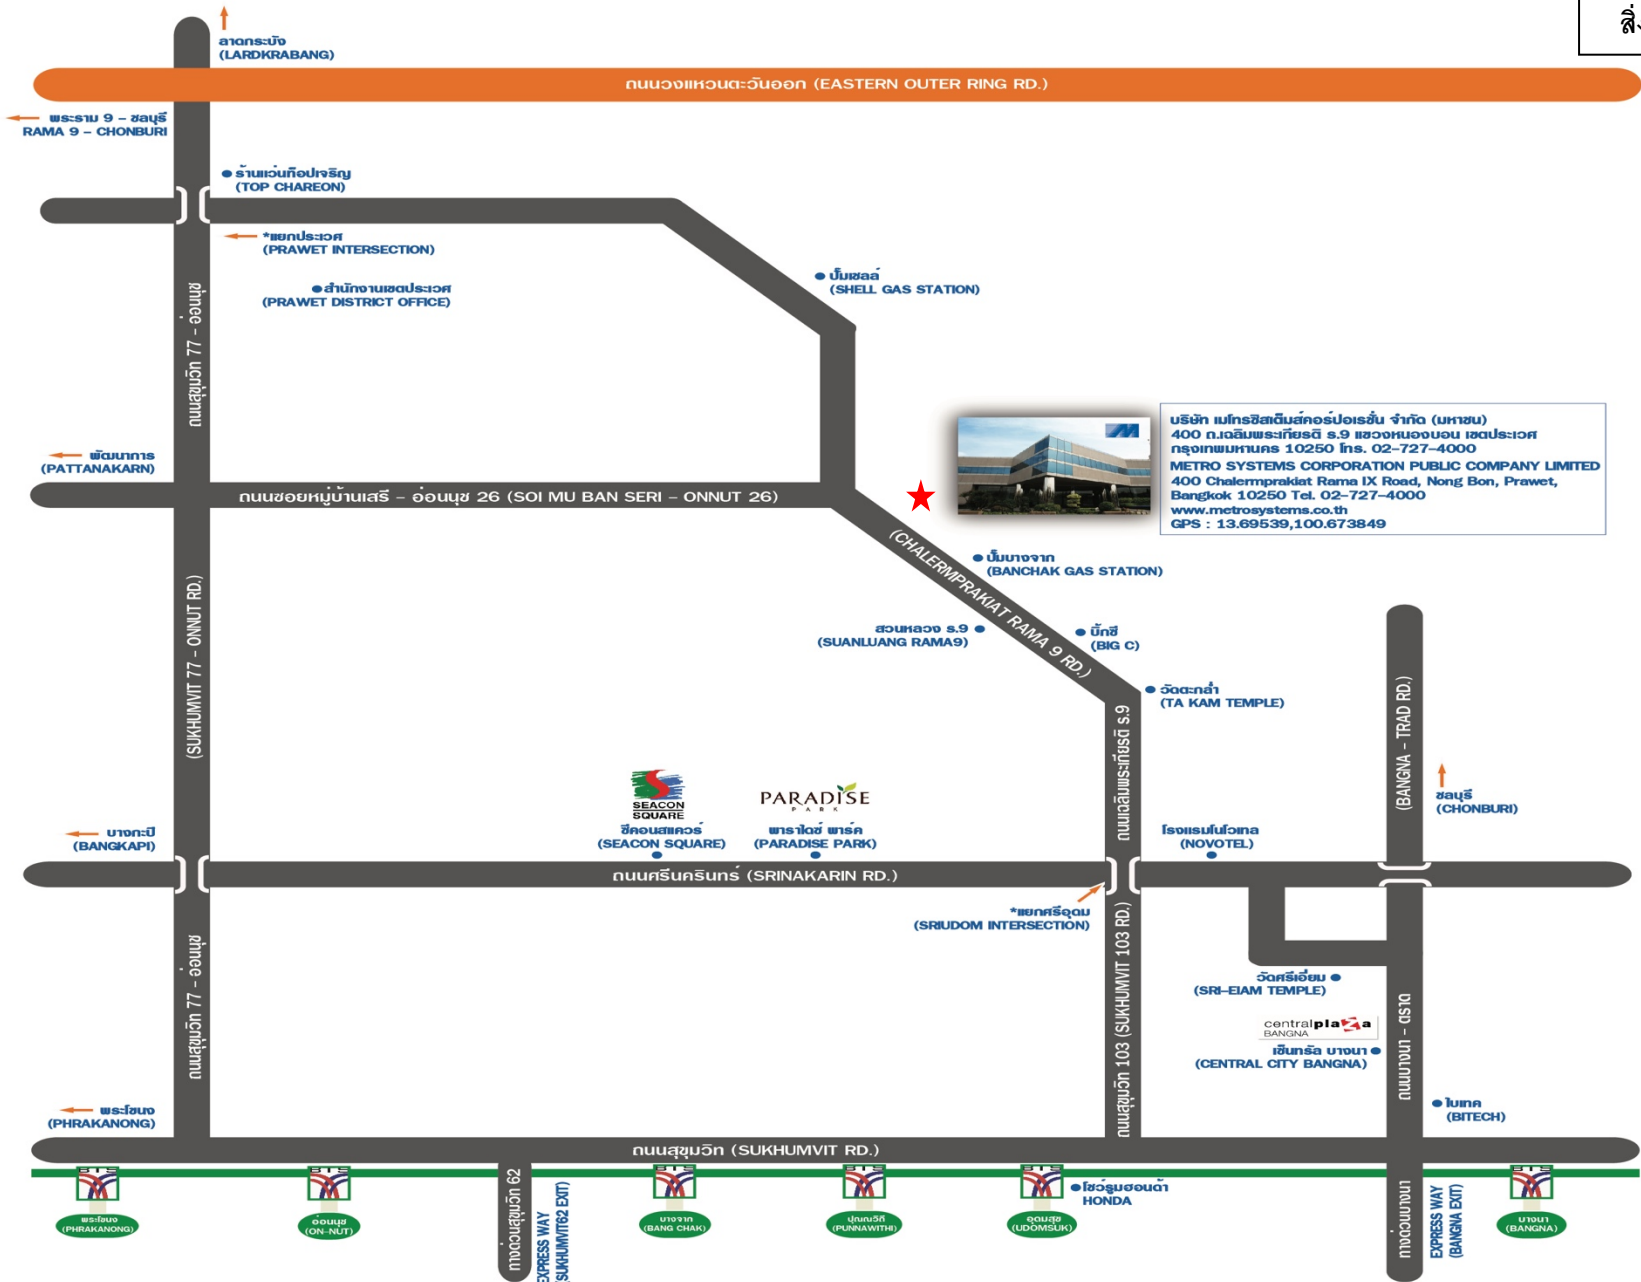 ลาดกระบัง
(LARDKRABANG)
ถนนวงแหวนตะวันออก (EASTERN OUTER RING RD.)
พระราม 9 - ชลบุรี
RAMA 9 - CHONBURI
ร้านแว่นท็อปเจริญ
(TOP CHAREON)
*แยกประเวศ
(PRAWET INTERSECTION)
สำนักงานเขตประเวศ
(PRAWET DISTRICT OFFICE)
ปั๊มเชลล์
(SHELL GAS STATION)
ถนนสุขุมวิท 77 - อ่อนนุช
พัฒนาการ
(PATTANAKARN)
ถนนซอยหมู่บ้านเสรี - อ่อนนุช 26 (SOI MU BAN SERI - ONNUT 26)
บริษัท เมโทรซิสเต็มส์คอร์ปอเรชั่น จำกัด (มหาชน)
400 ถ.เฉลิมพระเกียรติ ร.9 แขวงหนองบอน เขตประเวศ
กรุงเทพมหานคร 10250 โทร. 02-727-4000
METRO SYSTEMS CORPORATION PUBLIC COMPANY LIMITED
400 Chalermprakiat Rama IX Road, Nong Bon, Prawet,
Bangkok 10250 Tel. 02-727-4000
www.metrosystems.co.th
GPS : 13.69539,100.673849
(CHALERMPRAKIAT RAMA 9 RD.)
ปั๊มบางจาก
(BANCHAK GAS STATION)
สวนหลวง ร.9
(SUANLUANG RAMA9)
บิ๊กซี
(BIG C)
วัดตะกล่ำ
(TA KAM TEMPLE)
(SUKHUMVIT 77 - ONNUT RD.)
ถนนเฉลิมพระเกียรติ ร.9
(BANGNA - TRAD RD.)
ชลบุรี
(CHONBURI)
SEACON
SQUARE
ซีคอนสแควร์
(SEACON SQUARE)
PARADISE
PARK
พาราไดซ์ พาร์ค
(PARADISE PARK)
โรงแรมโนโวเทล
(NOVOTEL)
บางกะปิ
(BANGKAPI)
ถนนศรีนครินทร์ (SRINAKARIN RD.)
*แยกศรีอุดม
(SRIUDOM INTERSECTION)
ถนนสุขุมวิท 77 - อ่อนนุช
ถนนสุขุมวิท 103 (SUKHUMVIT 103 RD.)
วัดศรีเอี่ยม
(SRI-EIAM TEMPLE)
centralplaza
BANGNA
เซ็นทรัล บางนา
(CENTRAL CITY BANGNA)
ถนนบางนา - ตราด
ไบเทค
(BITECH)
พระโขนง
(PHRAKANONG)
ถนนสุขุมวิท (SUKHUMVIT RD.)
BTS
BTS
BTS
BTS
BTS
BTS
พระโขนง
(PHRAKANONG)
อ่อนนุช
(ON-NUT)
ทางด่วนสุขุมวิท 62
EXPRESS WAY
(SUKHUMVIT62 EXIT)
บางจาก
(BANG CHAK)
ปุณณวิถี
(PUNNAWITHI)
อุดมสุข
(UDOMSUK)
โชว์รูมฮอนด้า
HONDA
ทางด่วนบางนา
EXPRESS WAY
(BANGNA EXIT)
บางนา
(BANGNA)